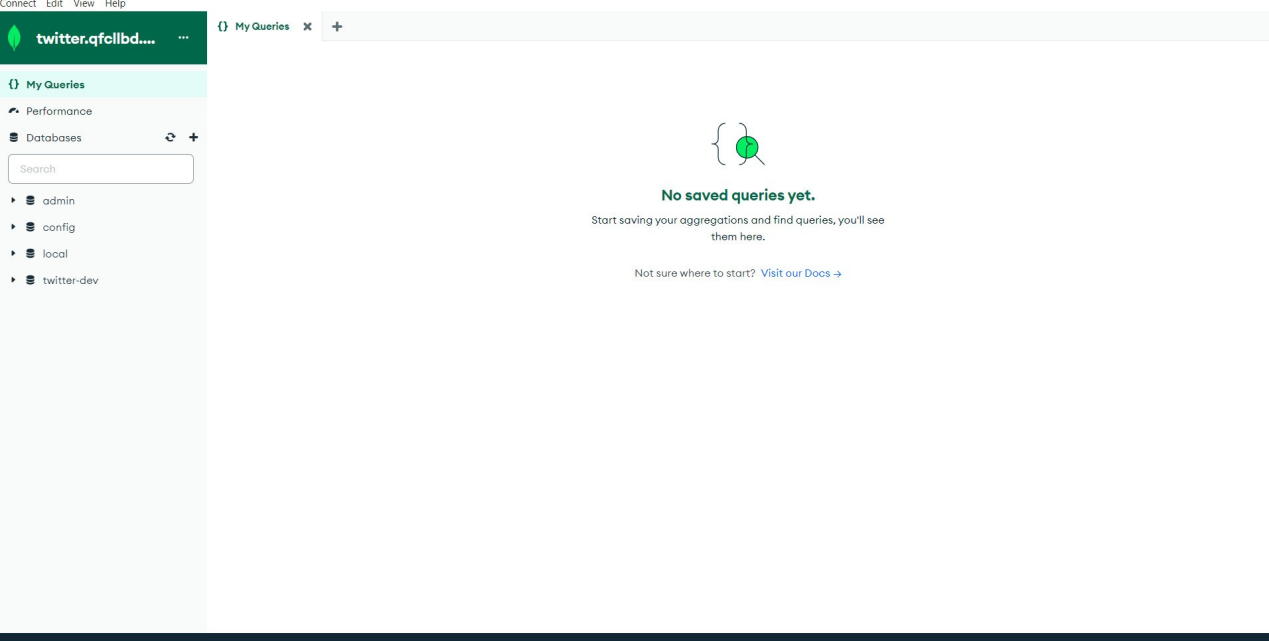 Connect Edit View Help
twitter.qfcllbd.... ...
{} My Queries
{} My Queries
Performance
Databases
Search
admin
config
local
twitter-dev
No saved queries yet.
Start saving your aggregations and find queries, you'll see
them here.
Not sure where to start? Visit our Docs →